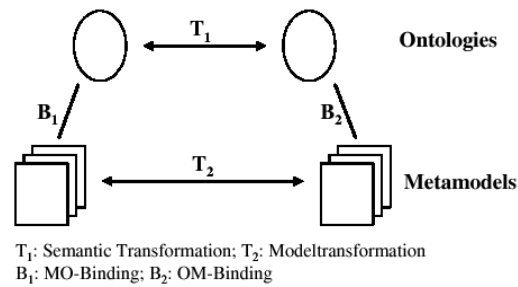 T1 Ontologies
B1 B2
T2 Metamodels
T1: Semantic Transformation; T2: Modeltransformation
B1: MO-Binding; B2: OM-Binding